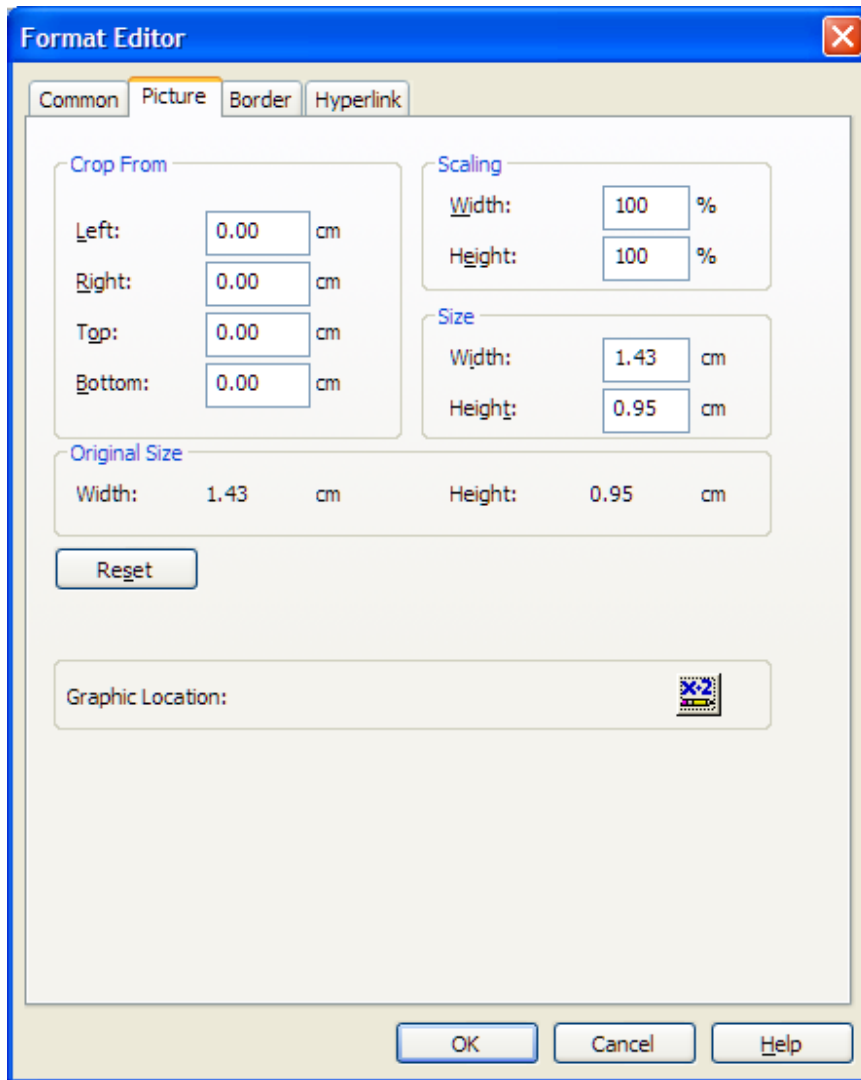 Format Editor
Common Picture Border Hyperlink
Crop From
Left: 0.00 cm
Right: 0.00 cm
Top: 0.00 cm
Bottom: 0.00 cm
Scaling
Width: 100 %
Height: 100 %
Size
Width: 1.43 cm
Height: 0.95 cm
Original Size
Width: 1.43 cm Height: 0.95 cm
Reset
Graphic Location: X+2
OK Cancel Help